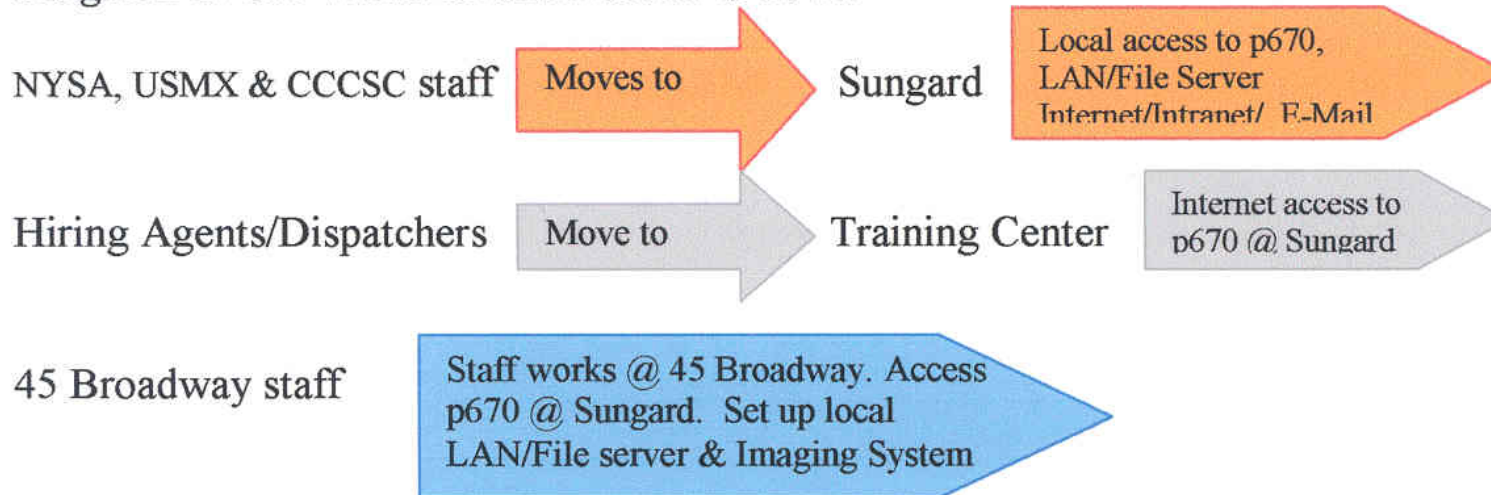 NYSA, USMX & CCCSC staff
Moves to
Sungard
Local access to p670,
LAN/File Server
Internet/Intranet/ E-Mail
Hiring Agents/Dispatchers
Move to
Training Center
Internet access to
p670 @ Sungard
45 Broadway staff
Staff works @ 45 Broadway. Access
p670 @ Sungard. Set up local
LAN/File server & Imaging System